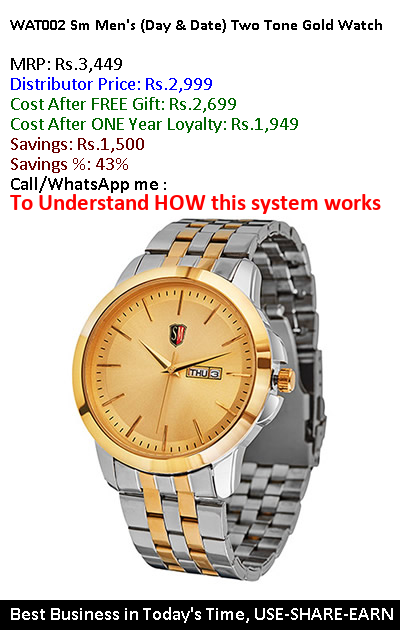 WAT002 Sm Men's (Day & Date) Two Tone Gold Watch
MRP: Rs.3,449
Distributor Price: Rs.2,999
Cost After FREE Gift: Rs.2,699
Cost After ONE Year Loyalty: Rs.1,949
Savings: Rs.1,500
Savings %: 43%
Call/WhatsApp me :
To Understand HOW this system works
SM
THU 3
Best Business in Today's Time, USE-SHARE-EARN